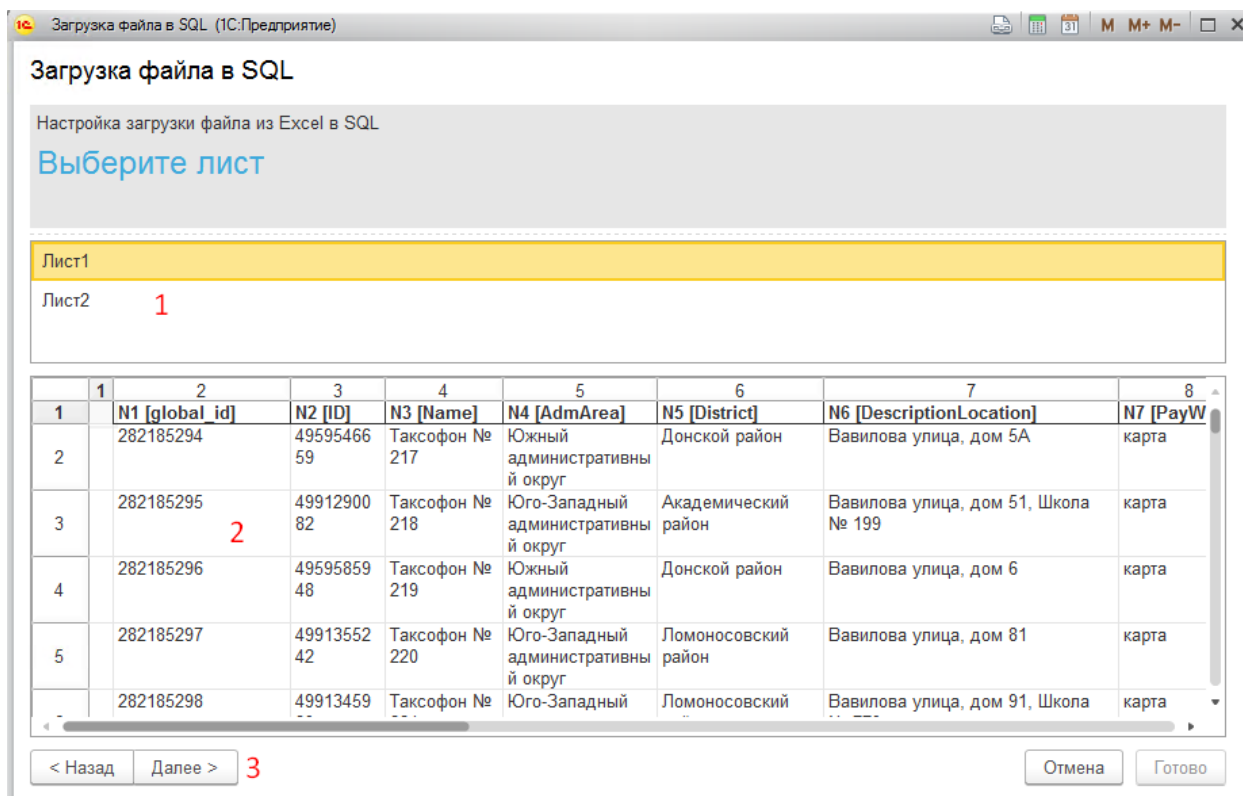 1С Загрузка файла в SQL (1С:Предприятие) 31 M M+ M-
Загрузка файла в SQL
Настройка загрузки файла из Excel в SQL
Выберите лист
Лист1
Лист2
1
1 2 3 4 5 6 7 8
1 N1 [global_id] N2 [ID] N3 [Name] N4 [AdmArea] N5 [District] N6 [DescriptionLocation] N7 [PayW
282185294 49595466 Таксофон № Южный Донской район Вавилова улица, дом 5А карта
2 59 217 административны
й округ
282185295 49912900 Таксофон № Юго-Западный Академический Вавилова улица, дом 51, Школа карта
3 2 82 218 административны район № 199
й округ
282185296 49595859 Таксофон № Южный Донской район Вавилова улица, дом 6 карта
4 48 219 административны
й округ
282185297 49913552 Таксофон № Юго-Западный Ломоносовский Вавилова улица, дом 81 карта
5 42 220 административны район
й округ
282185298 49913459 Таксофон № Юго-Западный Ломоносовский Вавилова улица, дом 91, Школа карта
< Назад Далее > 3 Отмена Готово